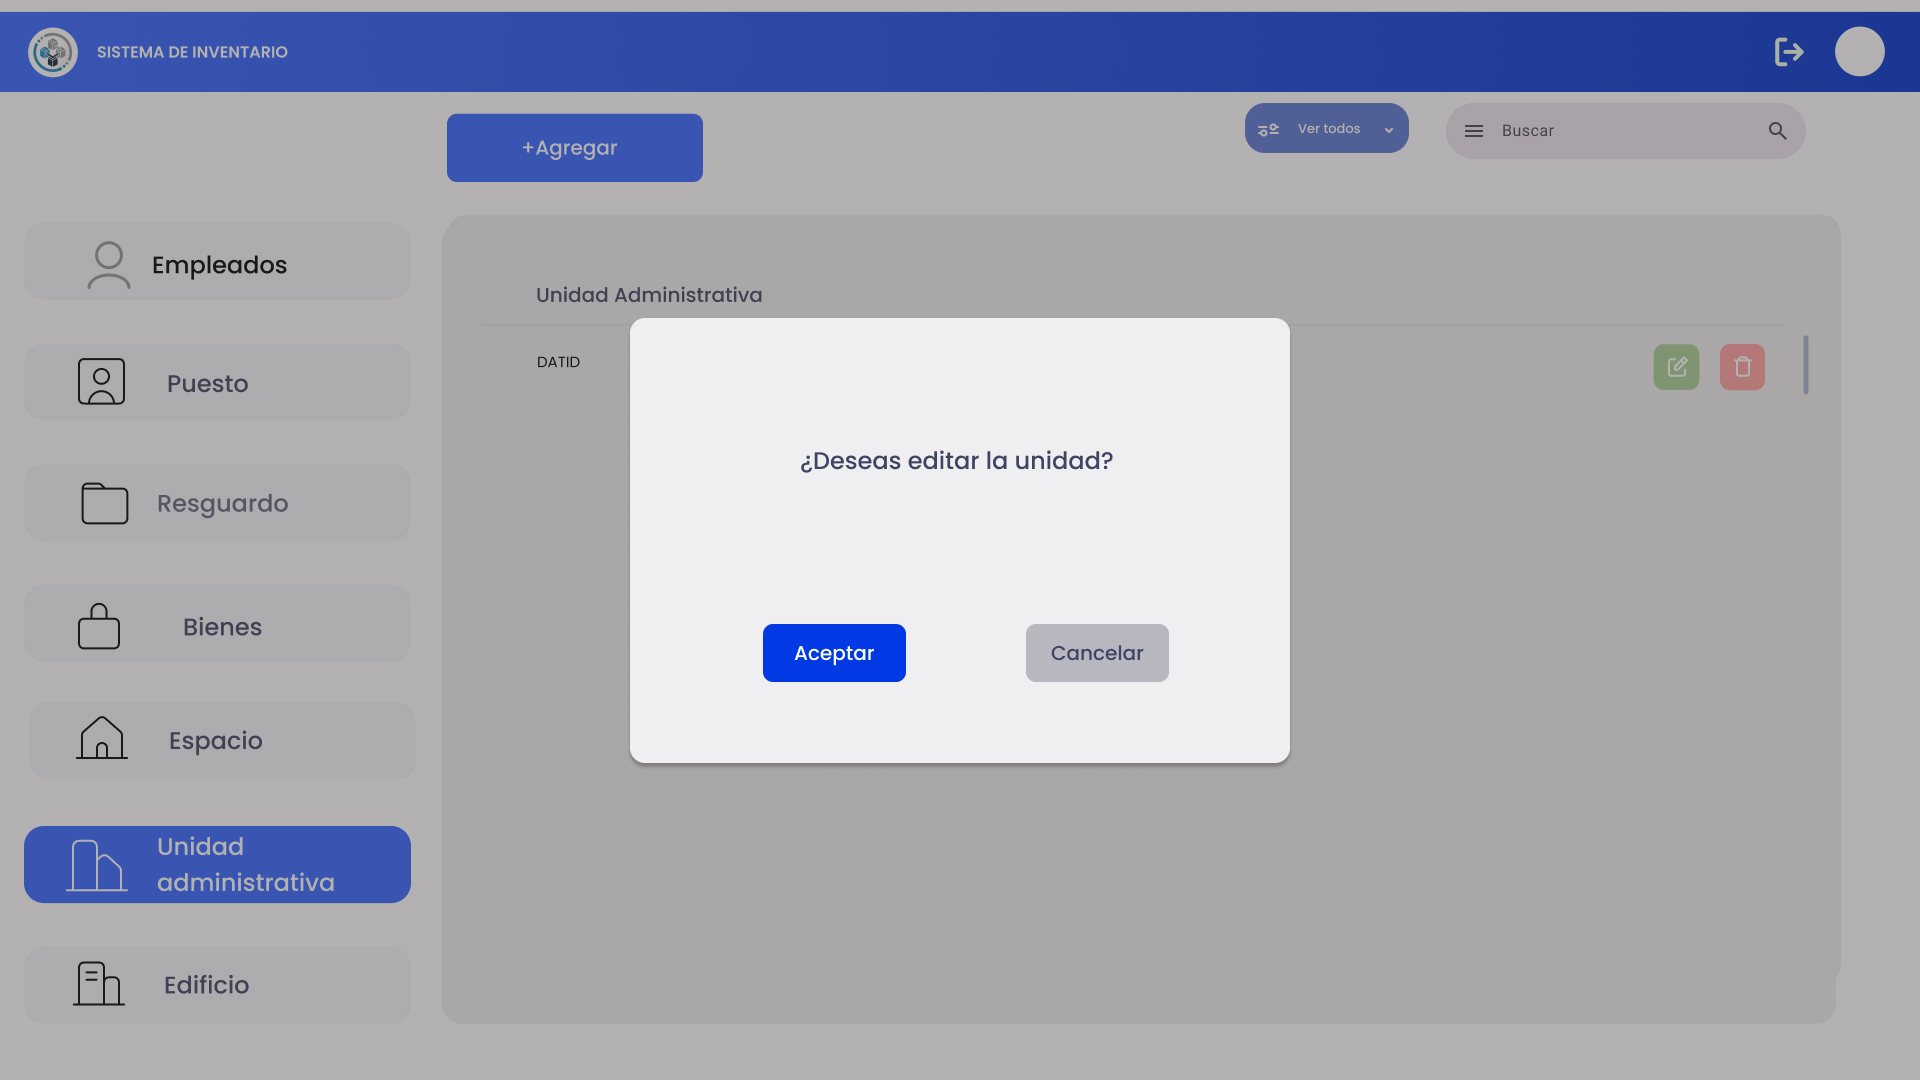 SISTEMA DE INVENTARIO
+Agregar
Ver todos
Buscar
Empleados
Puesto
Resguardo
Bienes
Espacio
Unidad
administrativa
Edificio
Unidad Administrativa
DATID
¿Deseas editar la unidad?
Aceptar
Cancelar